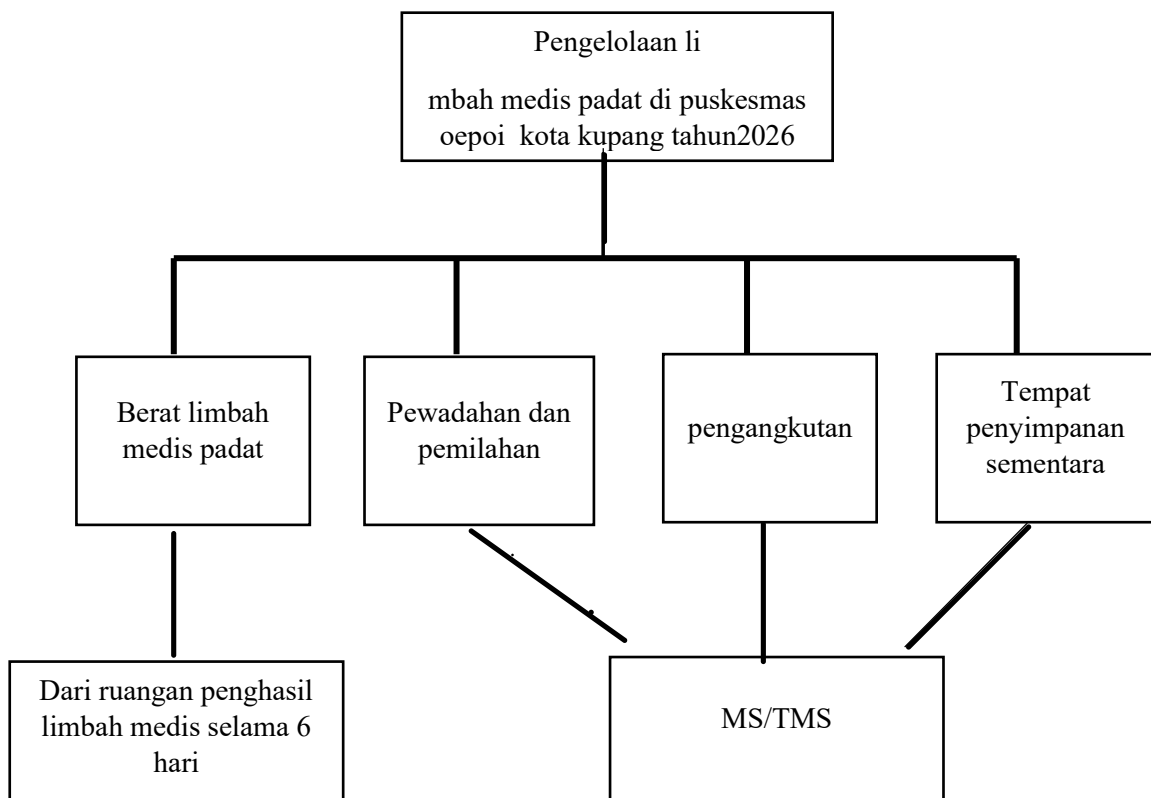 Pengelolaan li
mbah medis padat di puskesmas
oepoi kota kupang tahun2026
Berat limbah
medis padat
Pewadahan dan
pemilahan
pengangkutan
Tempat
penyimpanan
sementara
Dari ruangan penghasil
limbah medis selama 6
hari
MS/TMS